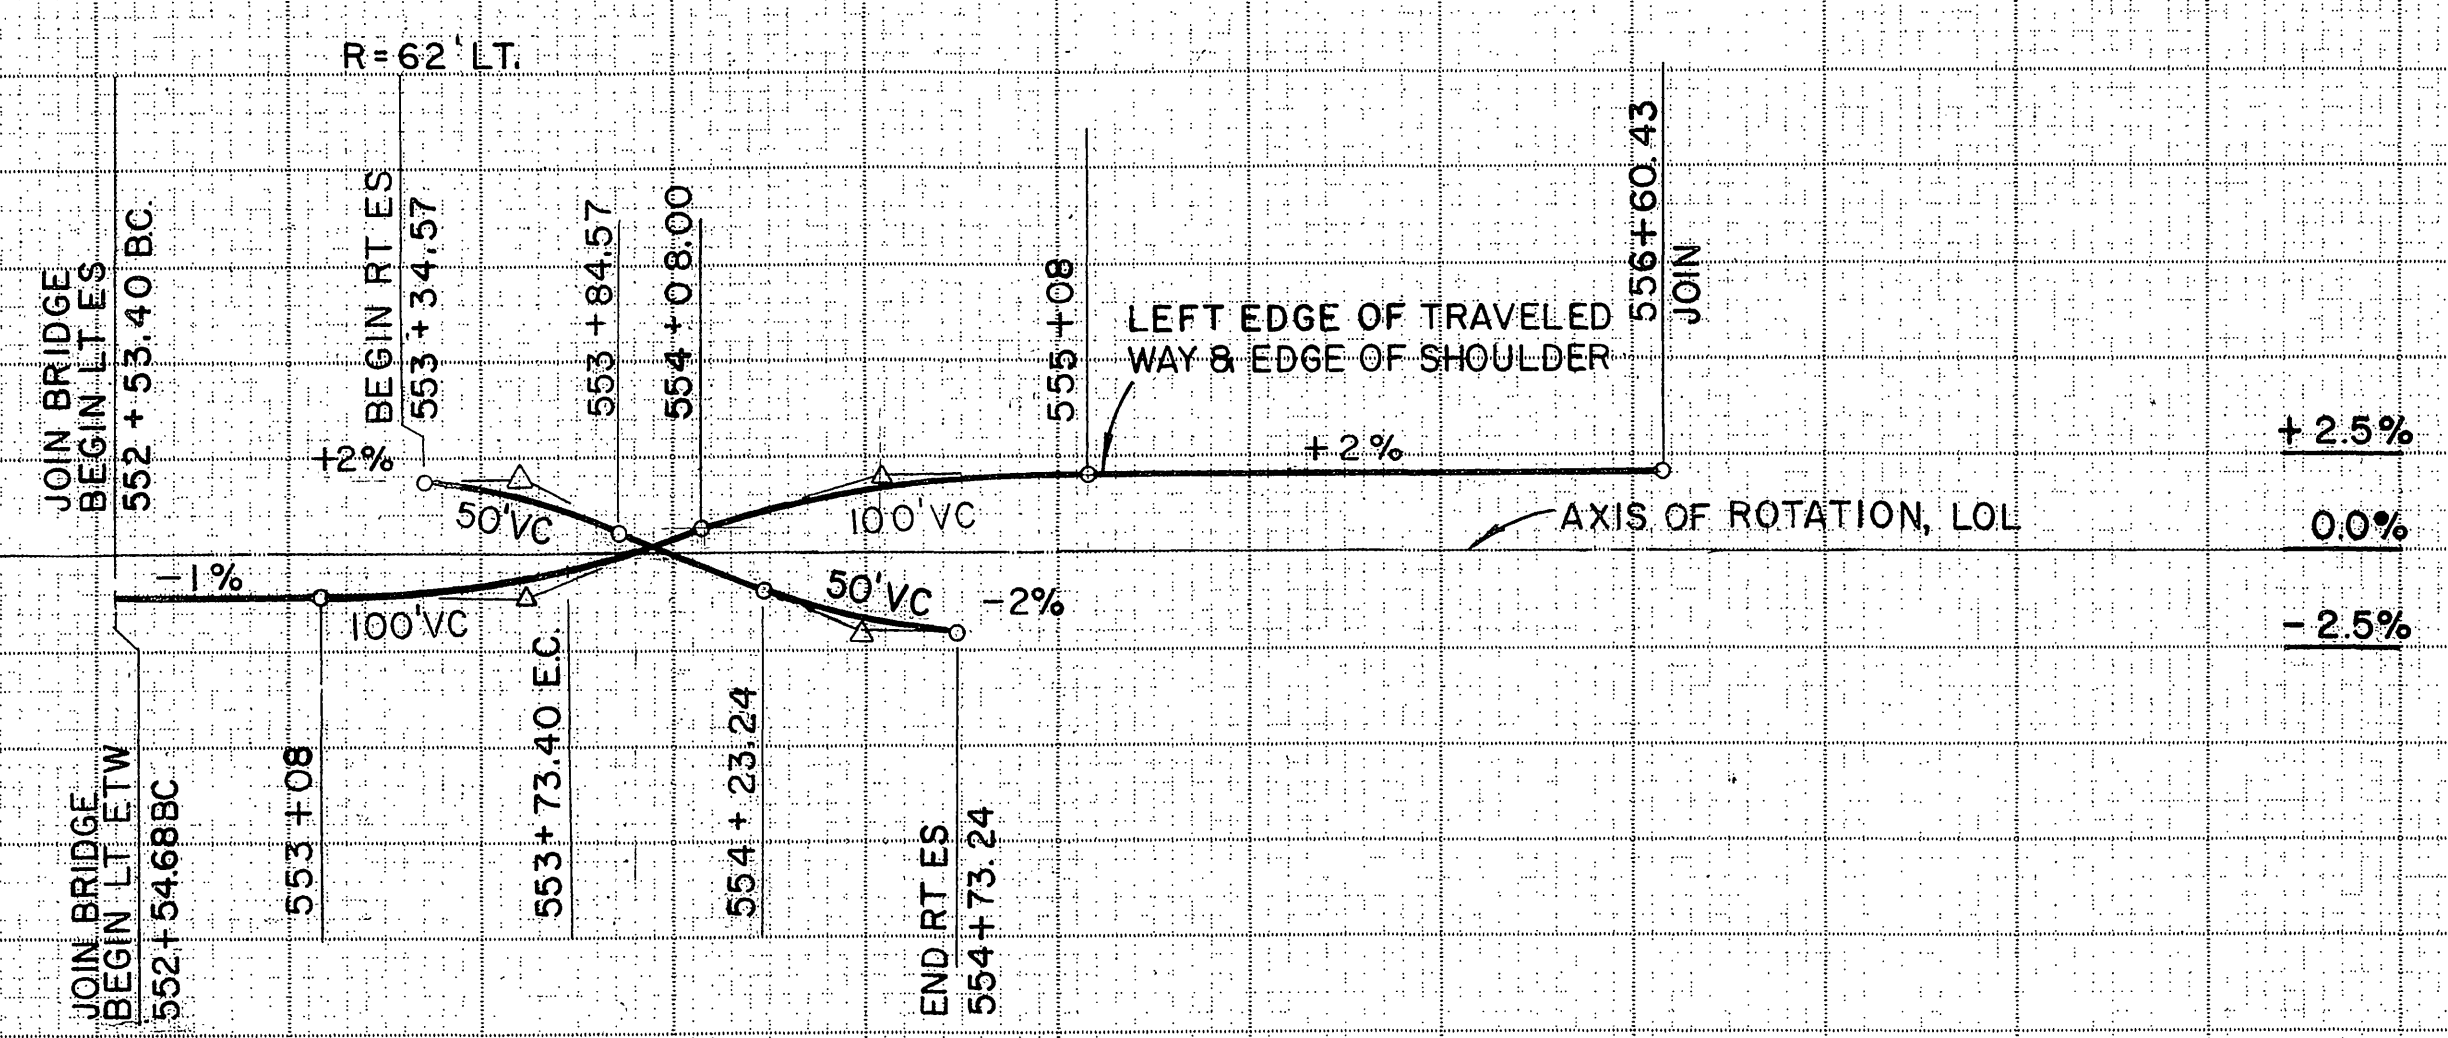 R=62' LT.
JOIN BRIDGE
BEGIN LT ES
552+53.40 B.C.
BEGIN RT ES
553+34.57
553+84.57
554+08.00
555+08
LEFT EDGE OF TRAVELED
WAY & EDGE OF SHOULDER
556+60.43
JOIN
+2%
50'VC
100'VC
+2%
+2.5%
AXIS OF ROTATION, LOL
0.0%
-1%
100'VC
50'VC
-2%
-2.5%
JOIN BRIDGE
BEGIN LT ETW
552+54.68BC
553+08
553+73.40 E.C.
554+23.24
END RT ES
554+73.24